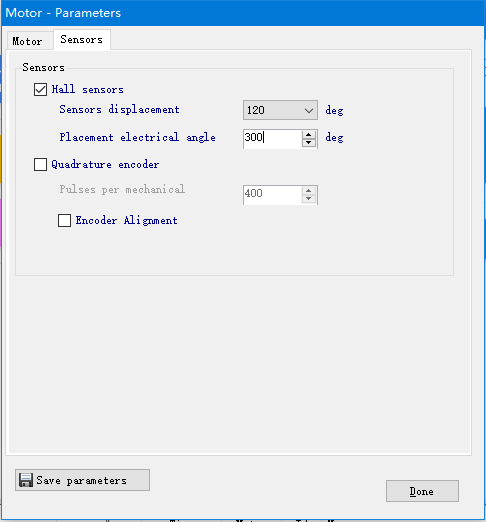 Motor - Parameters
Motor Sensors
Sensors
Hall sensors
Sensors displacement 120 deg
Placement electrical angle 300 deg
Quadrature encoder
Pulses per mechanical 400
Encoder Alignment
Save parameters
Done